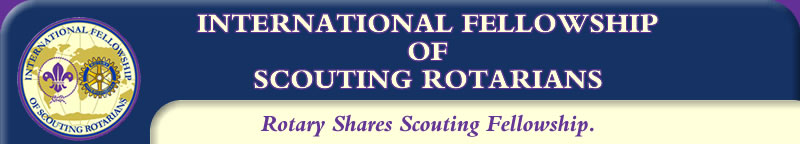 INTERNATIONAL FELLOWSHIP
OF SCOUTING ROTARIANS
INTERNATIONAL FELLOWSHIP
OF
SCOUTING ROTARIANS
Rotary Shares Scouting Fellowship.